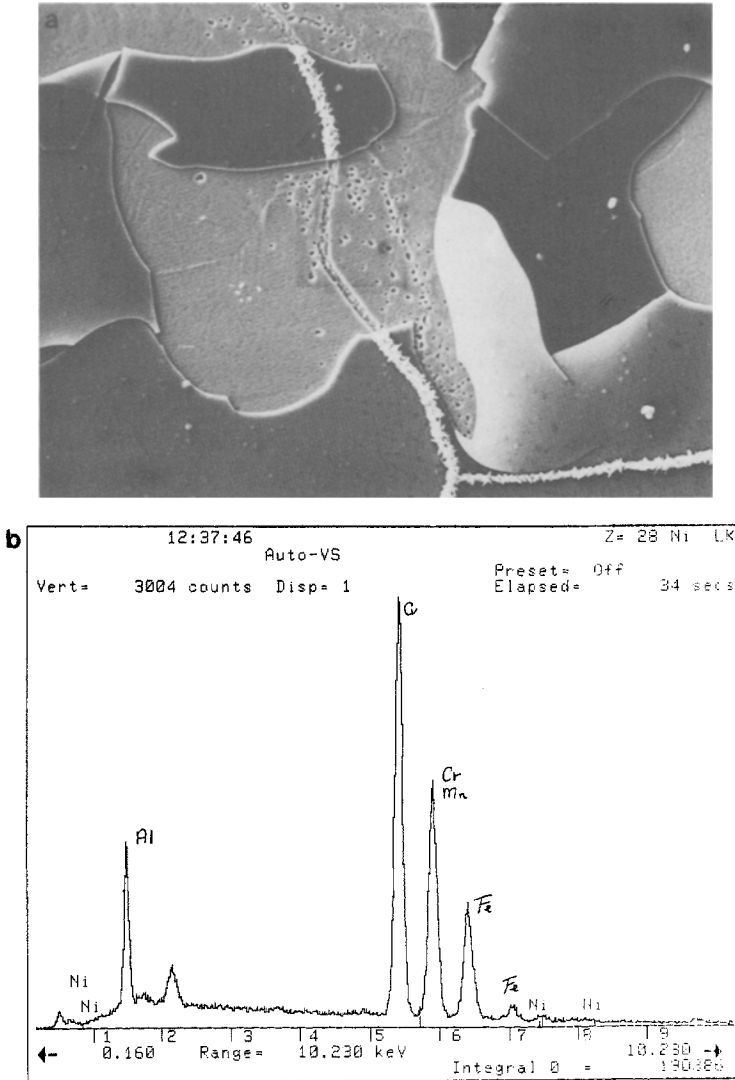 a
b
12:37:46 Z= 28 Ni LK
Auto-VS
Preset= Off
Vert= 3004 counts Disp= 1 Elapsed= 34 secs
Cr
Cr
Mn
Al
Fe
Ni
Fe
Ni
Ni
Ni
1 2 3 4 5 6 7 8 9
0.160 Range= 10.230 keV 10.230
Integral 0 = 190886